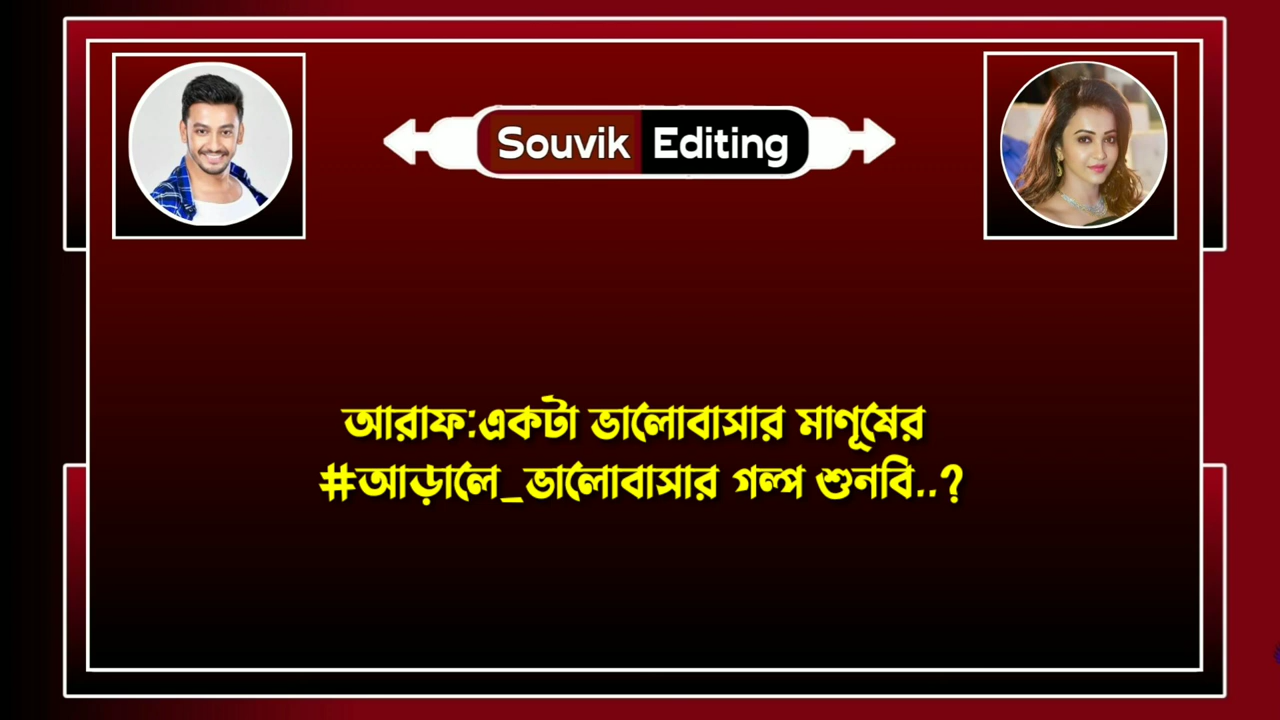 Souvik Editing
আরাফ:একটা ভালোবাসার মাণূষের
#আড়ালে_ভালোবাসার গল্প শুনবি..?